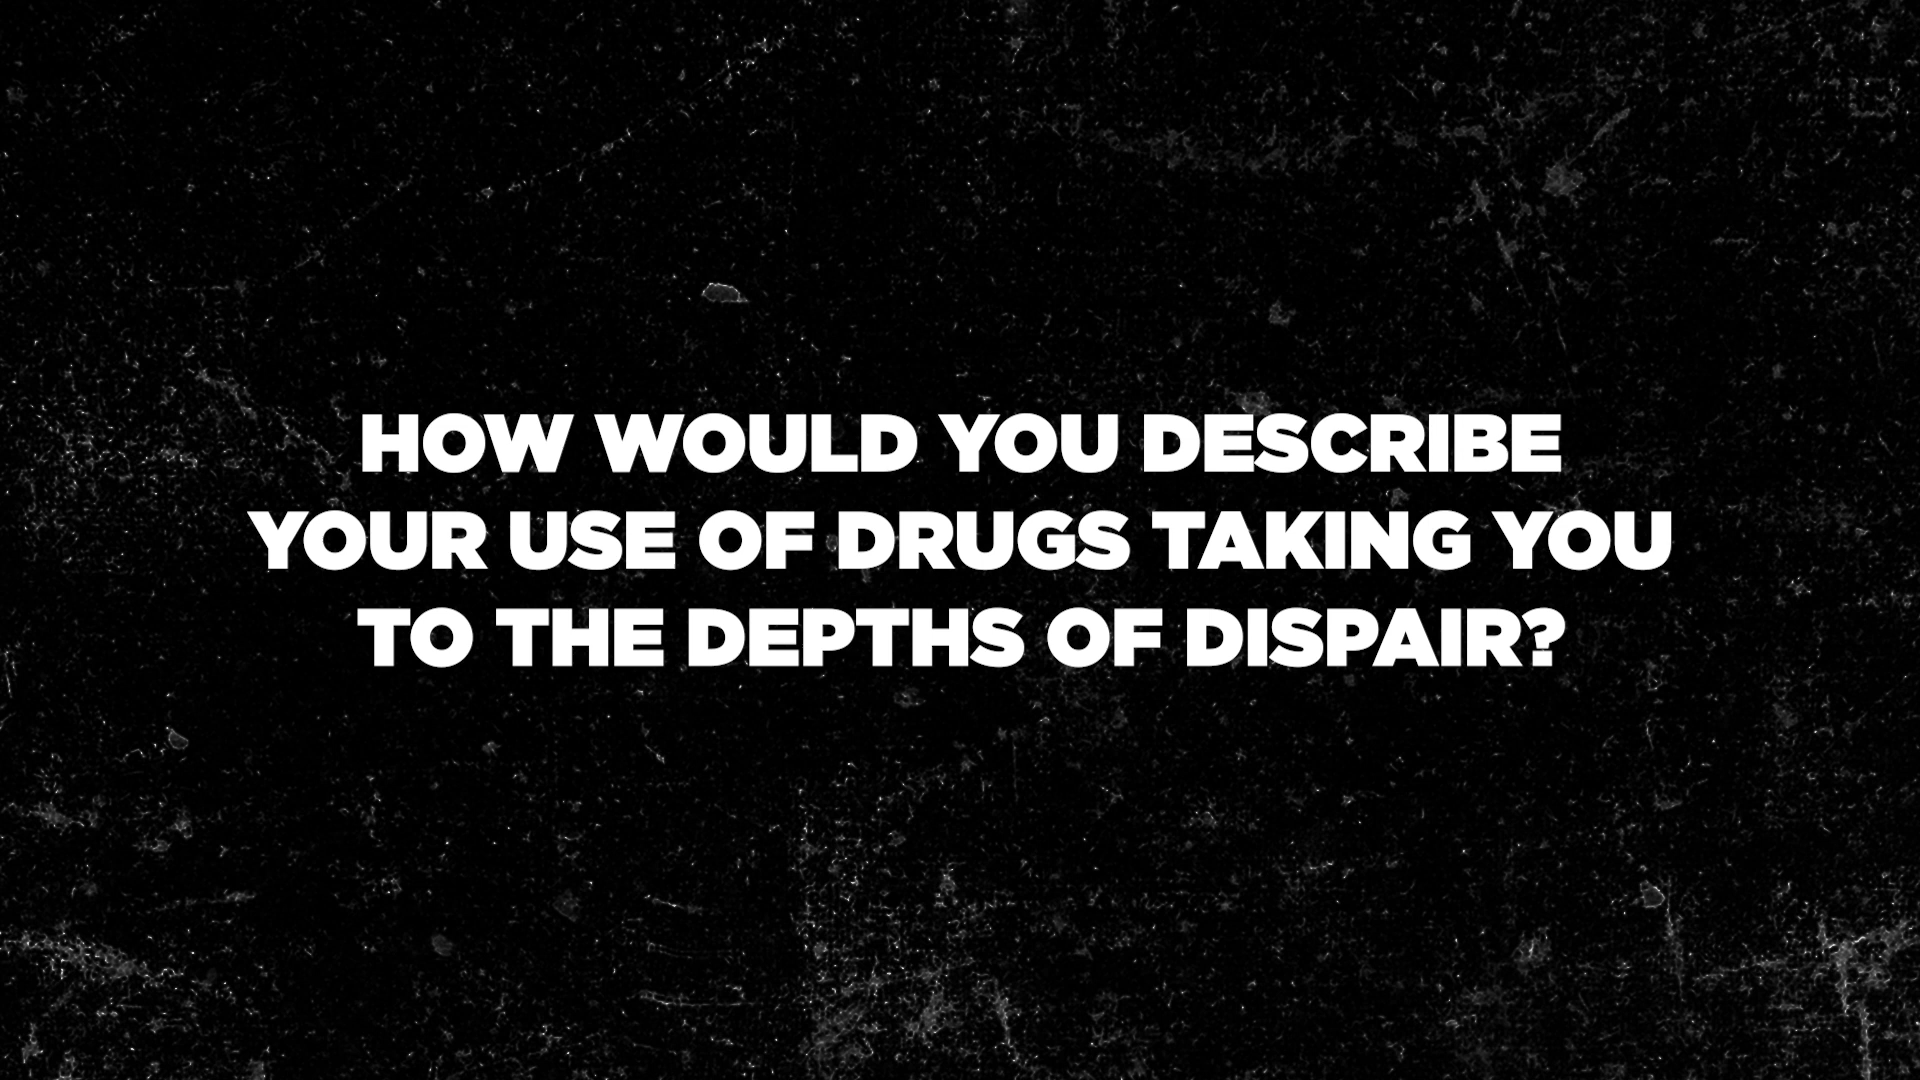 HOW WOULD YOU DESCRIBE
YOUR USE OF DRUGS TAKING YOU
TO THE DEPTHS OF DISPAIR?